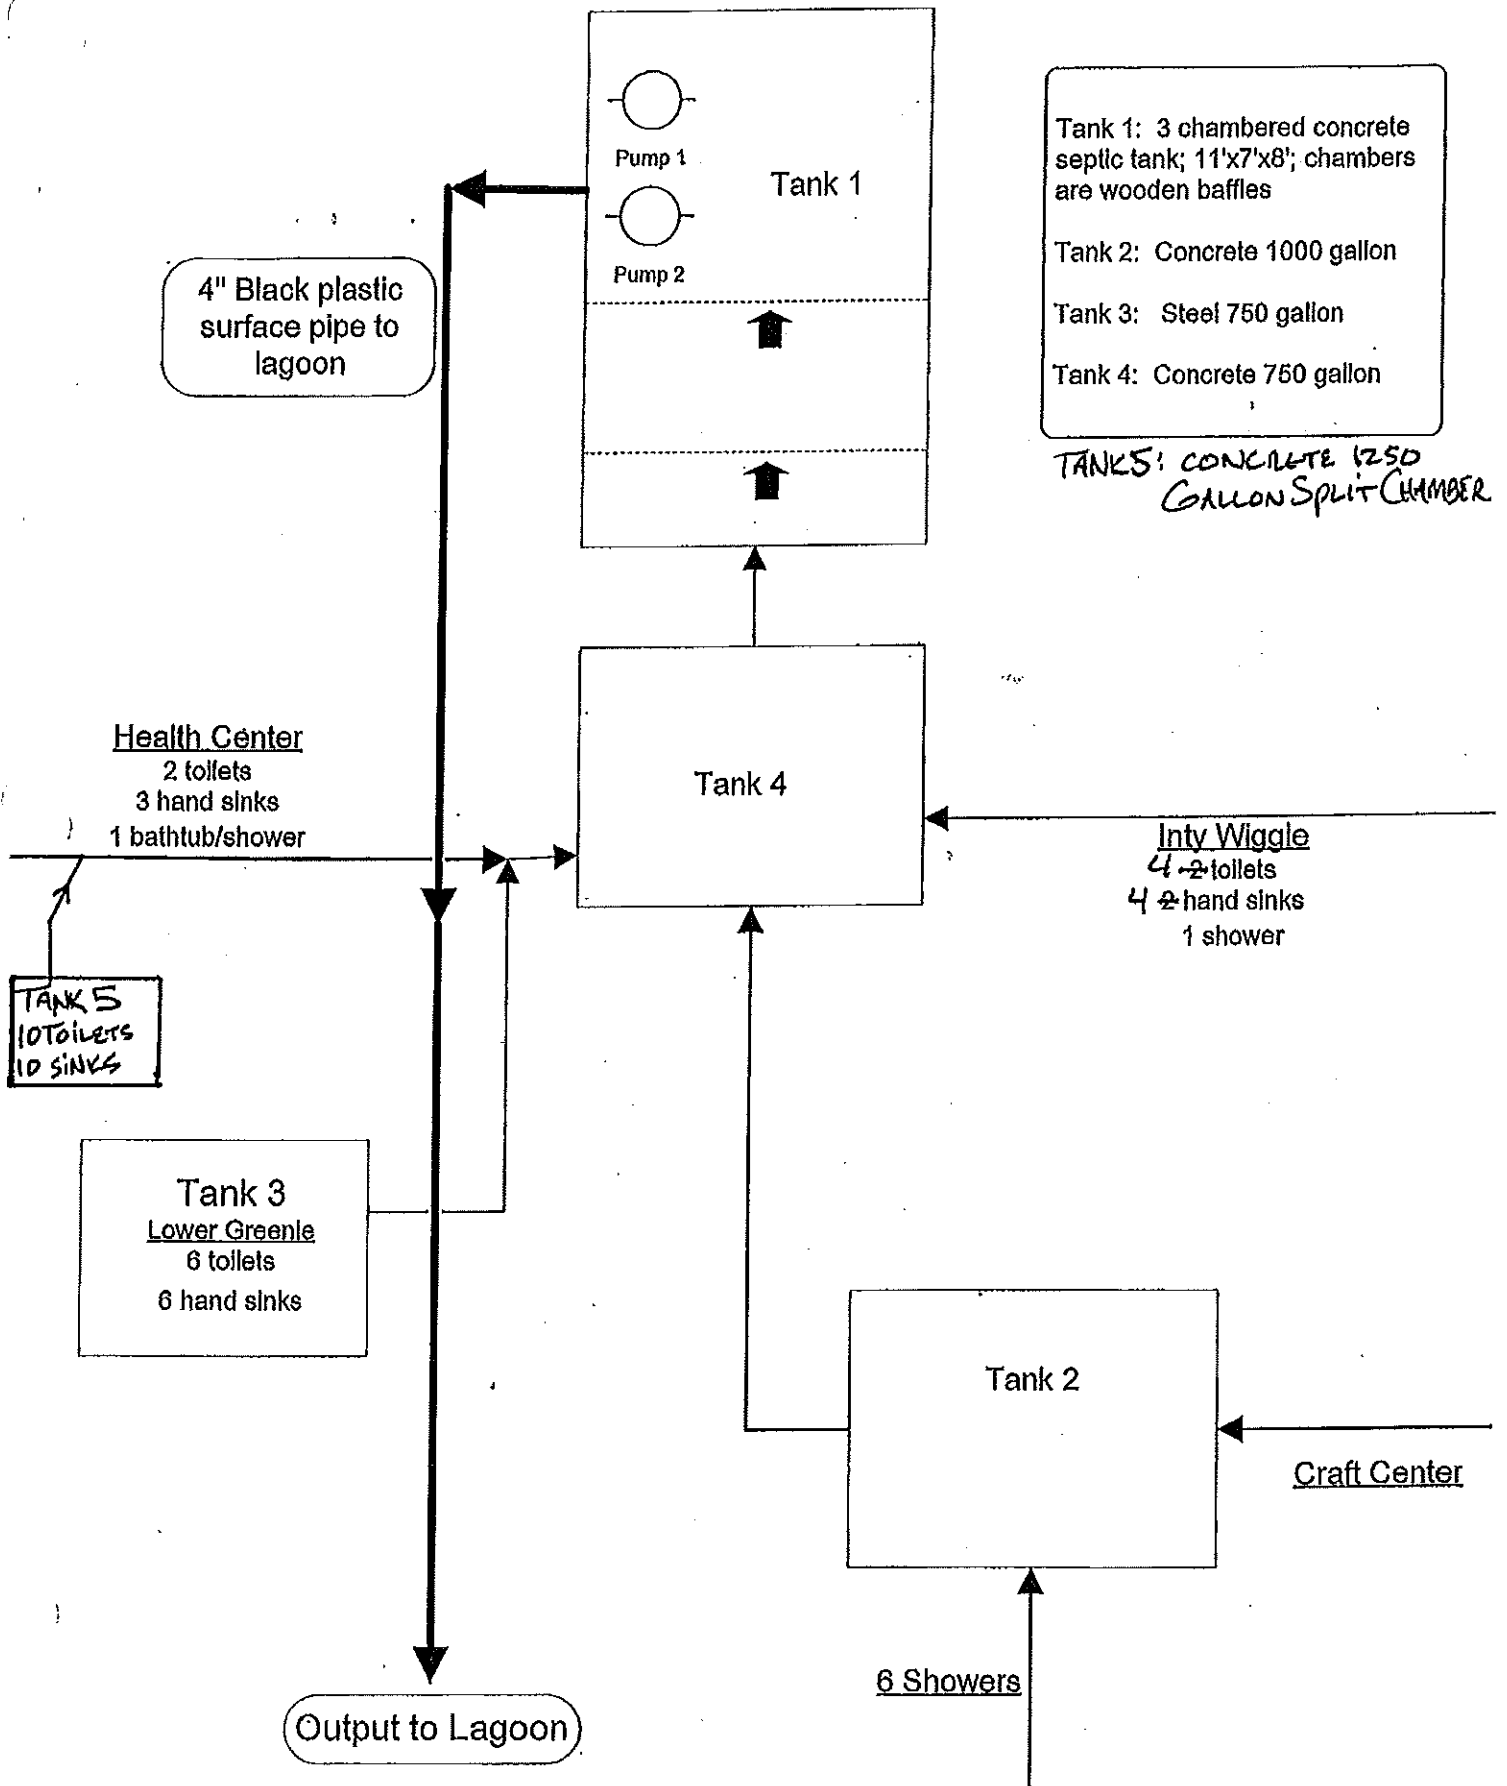 Pump 1
Tank 1
Pump 2
4" Black plastic
surface pipe to
lagoon
Tank 1: 3 chambered concrete
septic tank; 11'x7'x8'; chambers
are wooden baffles
Tank 2: Concrete 1000 gallon
Tank 3: Steel 750 gallon
Tank 4: Concrete 750 gallon
TANK 5: CONCRETE 1250
GALLON SPLIT CHAMBER
Health Center
2 toilets
3 hand sinks
1 bathtub/shower
Tank 4
Inty Wiggle
4 2 toilets
4 2 hand sinks
1 shower
TANK 5
10 TOILETS
10 SINKS
Tank 3
Lower Greenie
6 toilets
6 hand sinks
Tank 2
Craft Center
6 Showers
Output to Lagoon